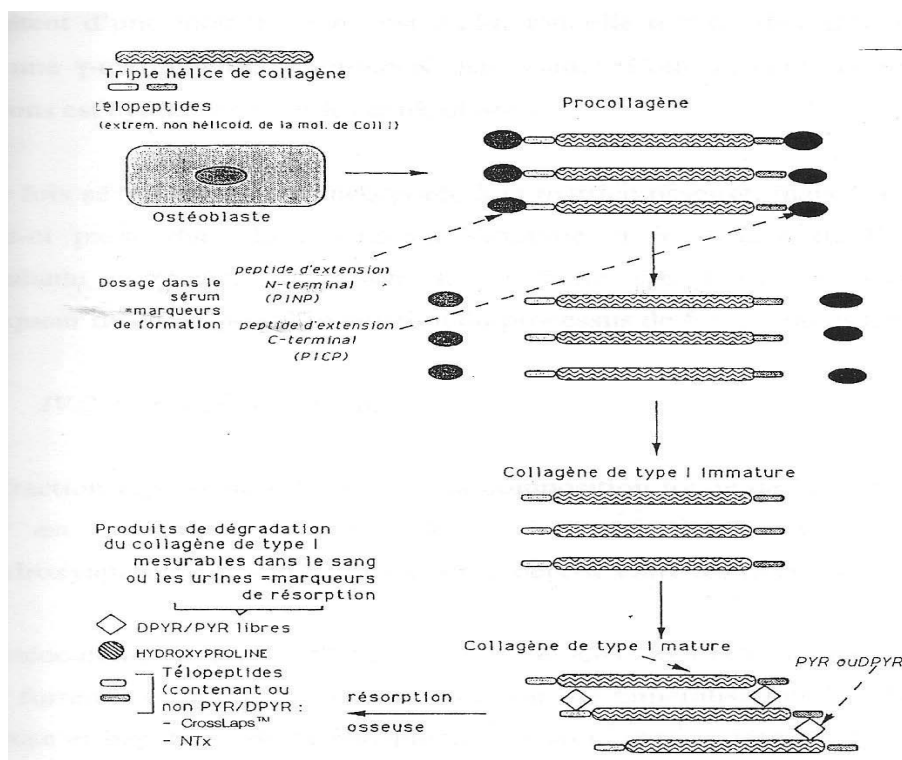 Triple hélice de collagène
Télopeptides
(extrem. non hélicoïd. de la mol. de Coll I)
Ostéoblaste
Procollagène
peptide d'extension
N-terminal
(PINP)
Dosage dans le
sérum
=marqueurs
de formation
peptide d'extension
C-terminal
(PICP)
Collagène de type I Immature
Produits de dégradation
du collagène de type I
mesurables dans le sang
ou les urines =marqueurs
de résorption
DPYR/PYR libres
HYDROXYPROLINE
Télopeptides
(contenant ou
non PYR/DPYR :
- CrossLaps™
- NTx
résorption
osseuse
Collagène de type I mature
PYR ouDPYR